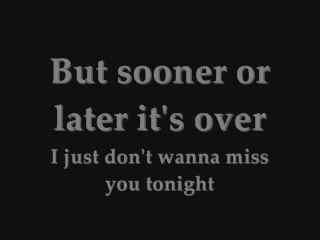 But sooner or
later it's over
I just don't wanna miss
you tonight